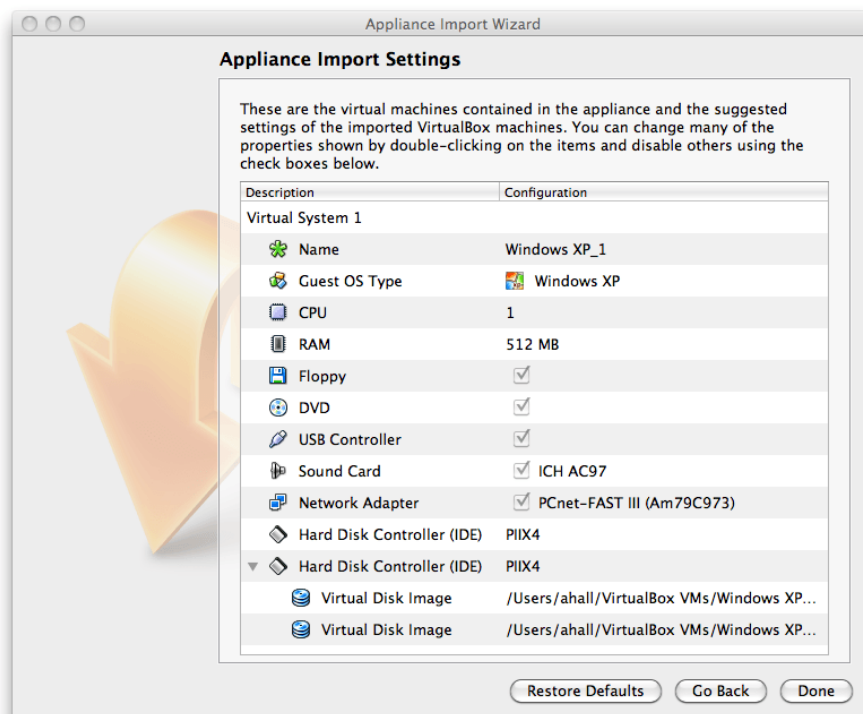 Appliance Import Wizard
Appliance Import Settings
These are the virtual machines contained in the appliance and the suggested
settings of the imported VirtualBox machines. You can change many of the
properties shown by double-clicking on the items and disable others using the
check boxes below.
Description Configuration
Virtual System 1
Name Windows XP_1
Guest OS Type Windows XP
CPU 1
RAM 512 MB
Floppy
DVD
USB Controller
Sound Card ICH AC97
Network Adapter PCnet-FAST III (Am79C973)
Hard Disk Controller (IDE) PIIX4
Hard Disk Controller (IDE) PIIX4
Virtual Disk Image /Users/ahall/VirtualBox VMs/Windows XP...
Virtual Disk Image /Users/ahall/VirtualBox VMs/Windows XP...
Restore Defaults Go Back Done